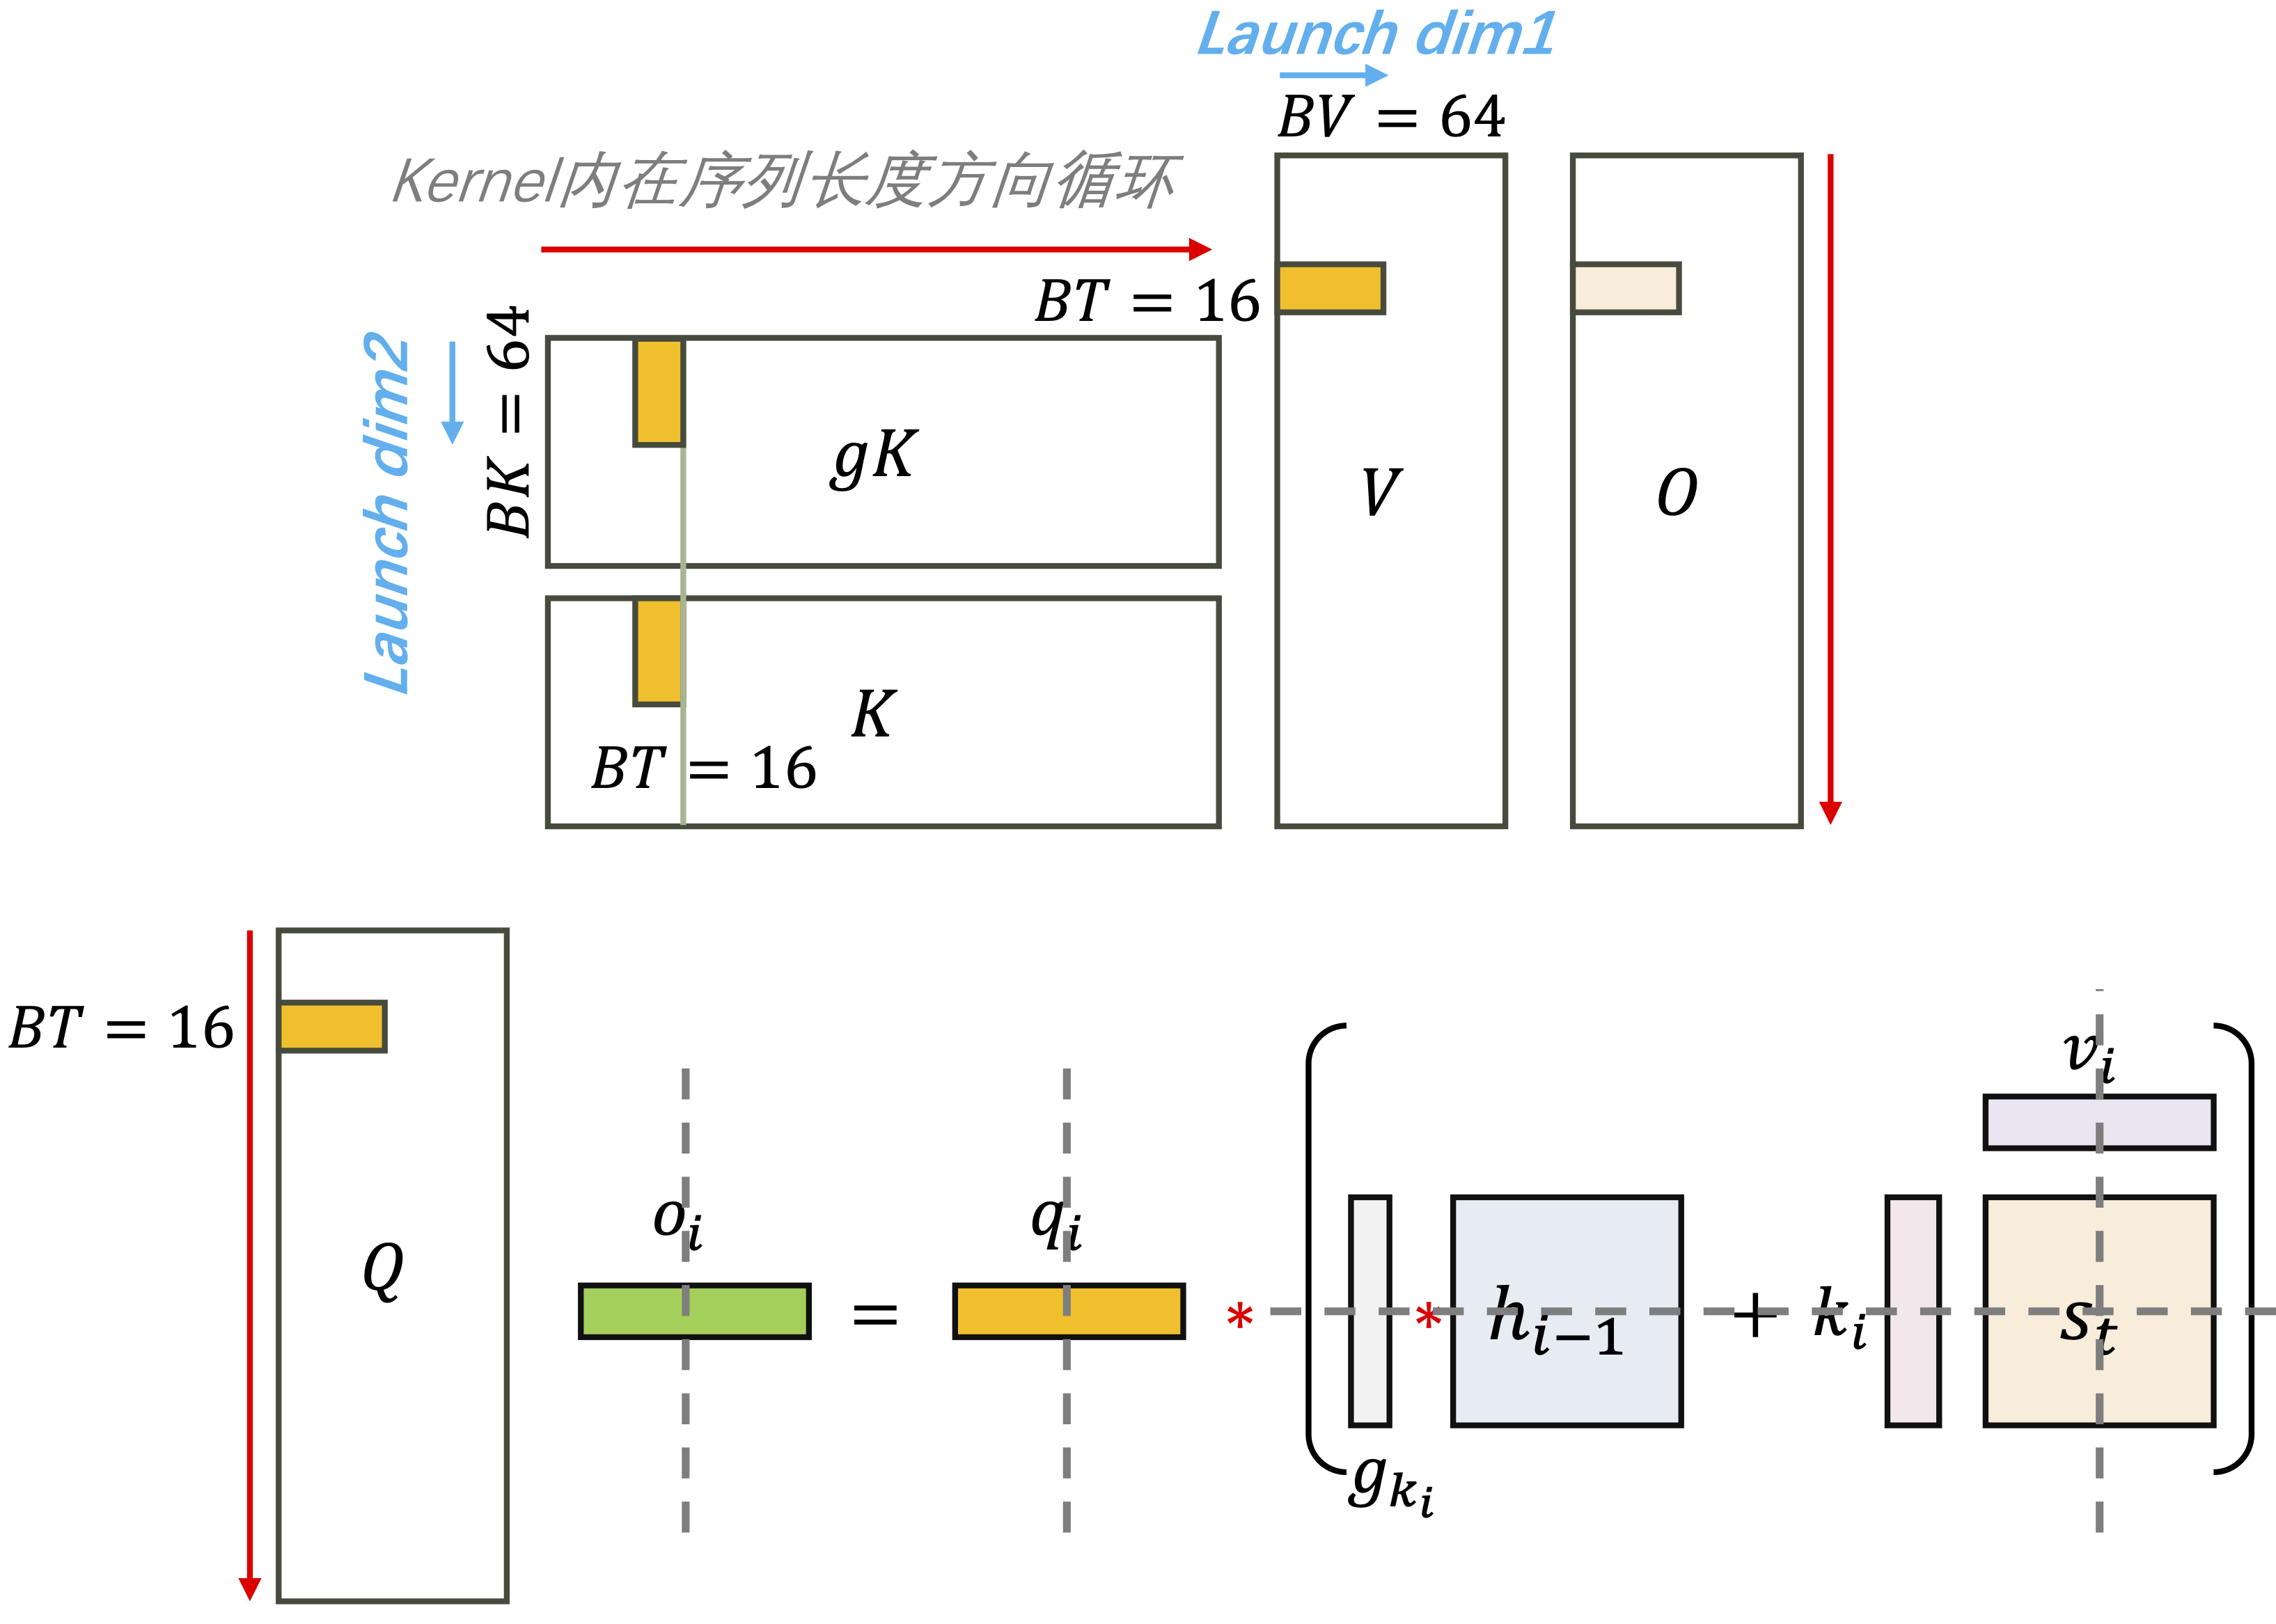 Launch dim1
BV = 64
Kernel内在序列长度方向循环
BT = 16
Launch dim2
BK = 64
gK
V
O
K
BT = 16
BT = 16
Q
o_i
=
q_i
*
*
h_{i-1}
+
k_i
v_i
s_t
g_{k_i}